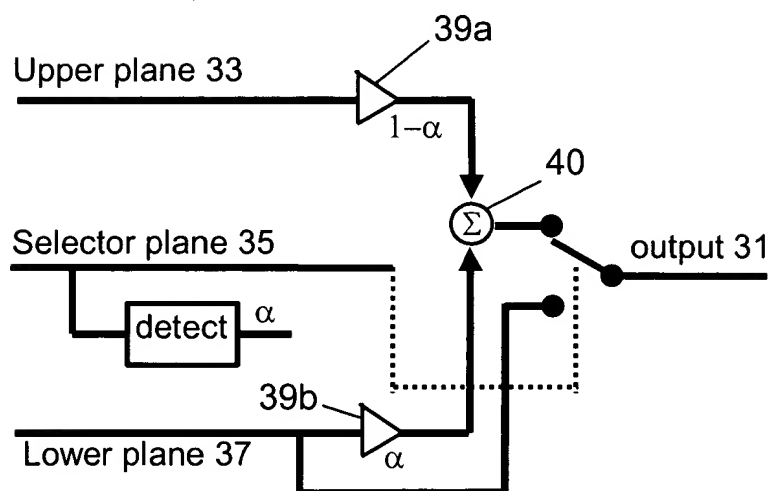 39a
Upper plane 33
1−α
40
Σ
Selector plane 35
output 31
detect
α
39b
Lower plane 37
α